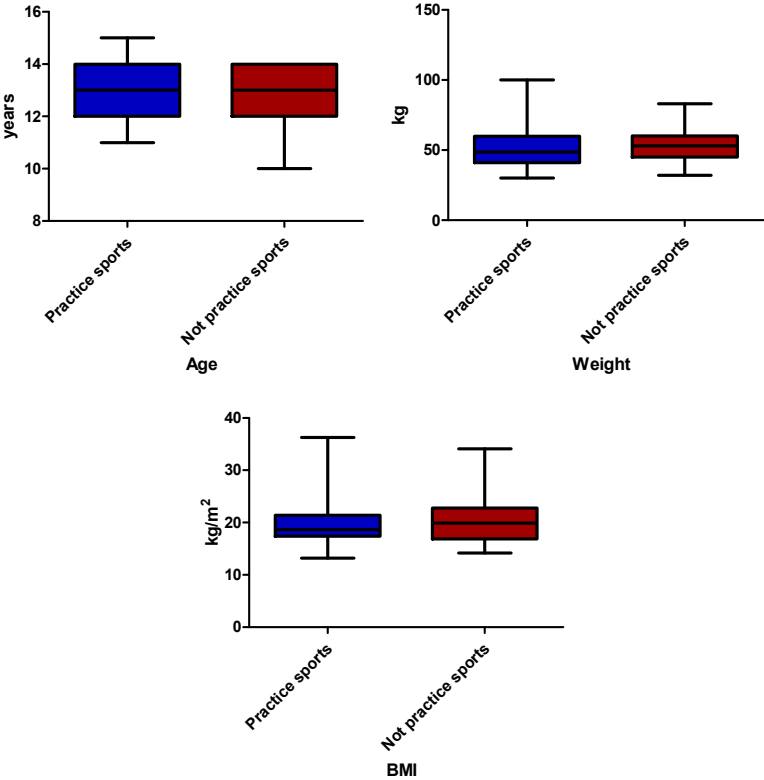 16
14
12
10
8
years
Practice sports
Not practice sports
Age
150
100
50
0
kg
Practice sports
Not practice sports
Weight
40
30
20
10
0
kg/m²
Practice sports
Not practice sports
BMI